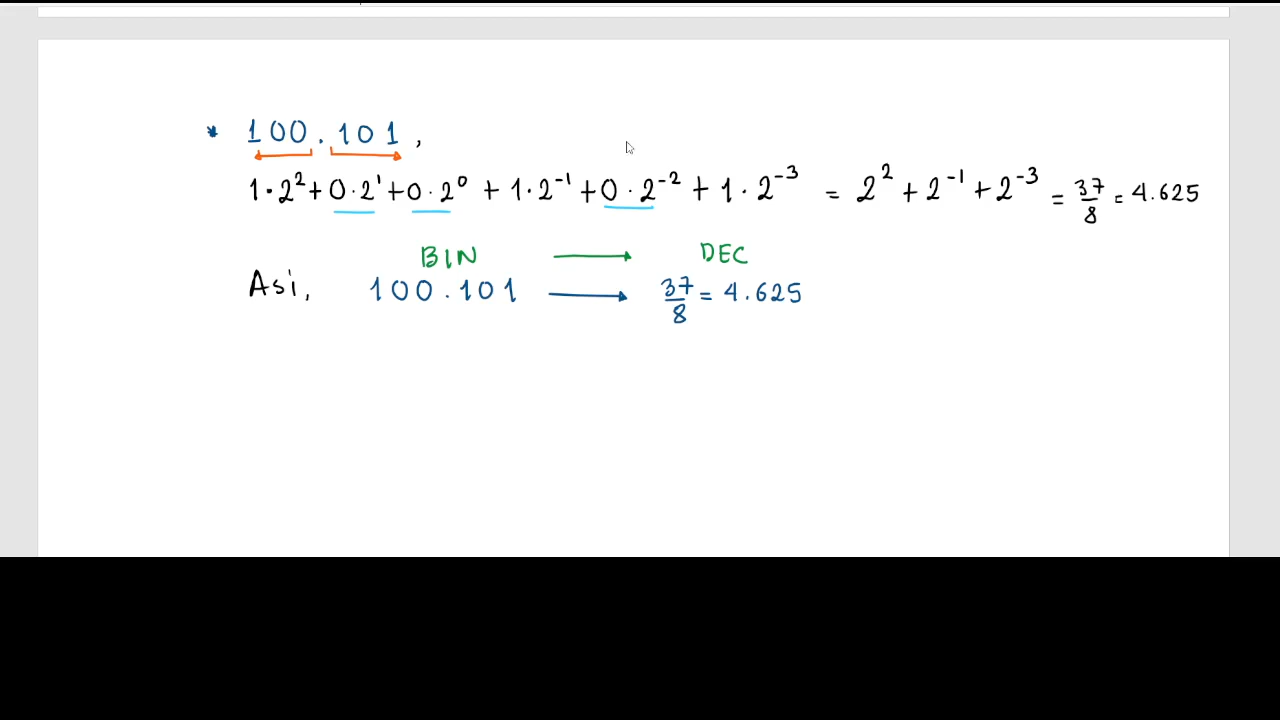 * 100.101,
1·2² + 0·2¹ + 0·2⁰ + 1·2⁻¹ + 0·2⁻² + 1·2⁻³ = 2² + 2⁻¹ + 2⁻³ = 37/8 = 4.625
BIN → DEC
Asi, 100.101 → 37/8 = 4.625